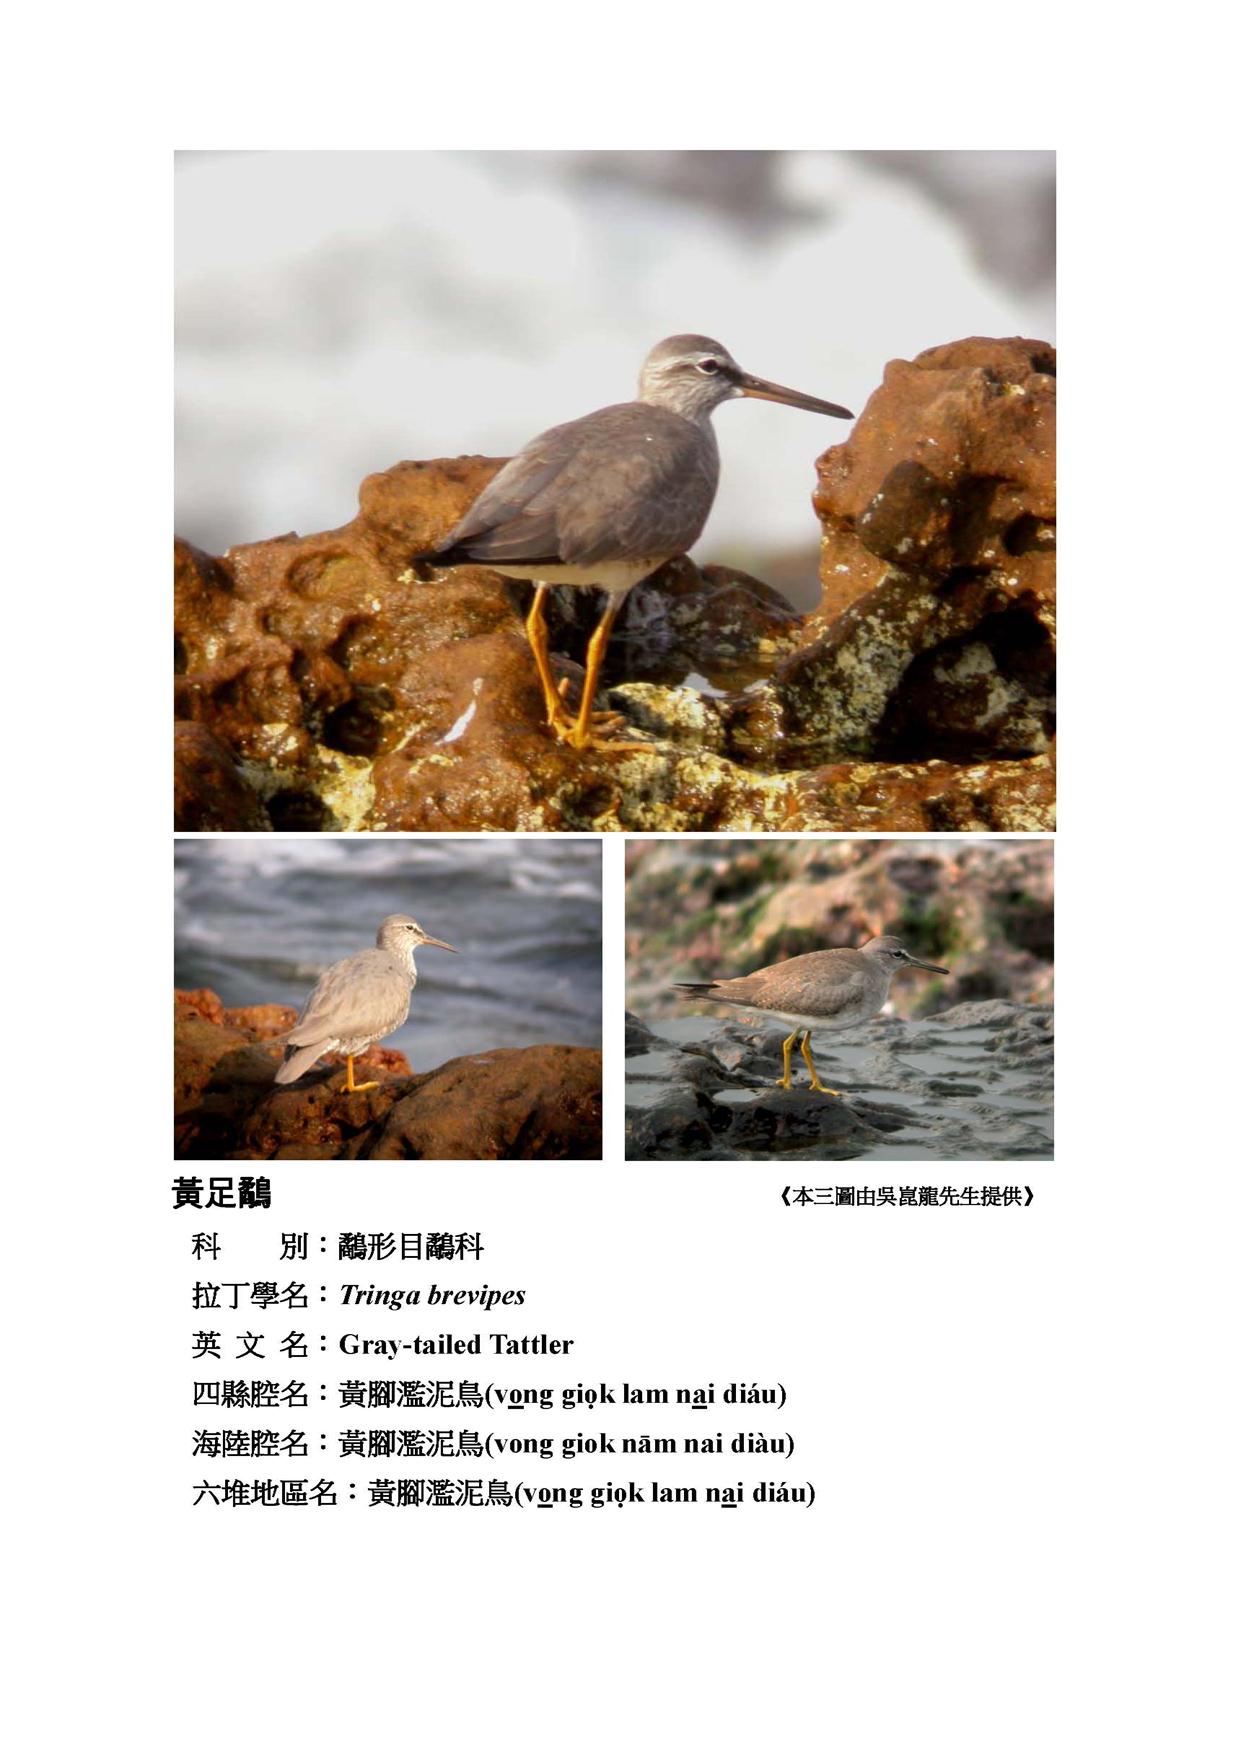 黃足鷸
《本三圖由吳崑龍先生提供》
科　　別：鷸形目鷸科
拉丁學名：Tringa brevipes
英 文 名：Gray-tailed Tattler
四縣腔名：黃腳濫泥鳥(vo̲ng giọk lam na̲i diáu)
海陸腔名：黃腳濫泥鳥(vong giok nām nai diàu)
六堆地區名：黃腳濫泥鳥(vo̲ng giọk lam na̲i diáu)